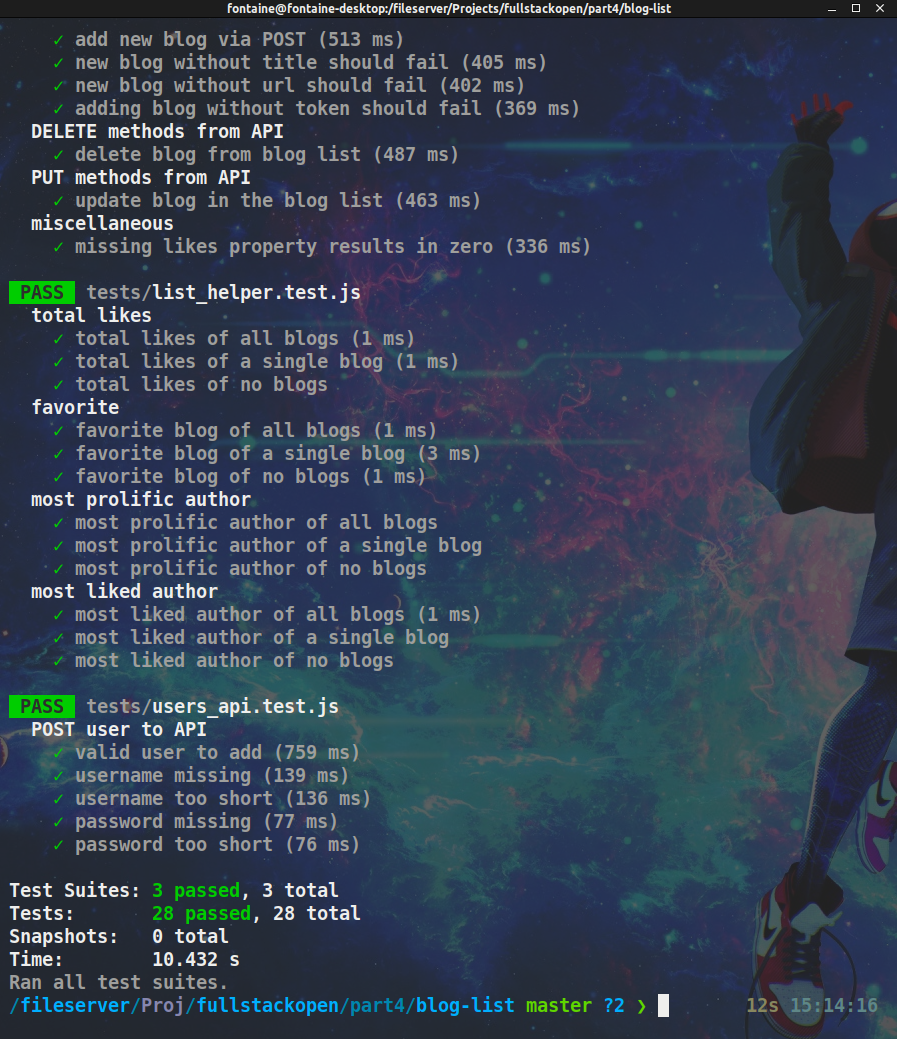 fontaine@fontaine-desktop:/fileserver/Projects/fullstackopen/part4/blog-list
✓ add new blog via POST (513 ms)
✓ new blog without title should fail (405 ms)
✓ new blog without url should fail (402 ms)
✓ adding blog without token should fail (369 ms)
DELETE methods from API
✓ delete blog from blog list (487 ms)
PUT methods from API
✓ update blog in the blog list (463 ms)
miscellaneous
✓ missing likes property results in zero (336 ms)
PASS tests/list_helper.test.js
total likes
✓ total likes of all blogs (1 ms)
✓ total likes of a single blog (1 ms)
✓ total likes of no blogs
favorite
✓ favorite blog of all blogs (1 ms)
✓ favorite blog of a single blog (3 ms)
✓ favorite blog of no blogs (1 ms)
most prolific author
✓ most prolific author of all blogs
✓ most prolific author of a single blog
✓ most prolific author of no blogs
most liked author
✓ most liked author of all blogs (1 ms)
✓ most liked author of a single blog
✓ most liked author of no blogs
PASS tests/users_api.test.js
POST user to API
✓ valid user to add (759 ms)
✓ username missing (139 ms)
✓ username too short (136 ms)
✓ password missing (77 ms)
✓ password too short (76 ms)
Test Suites: 3 passed, 3 total
Tests: 28 passed, 28 total
Snapshots: 0 total
Time: 10.432 s
Ran all test suites.
/fileserver/Proj/fullstackopen/part4/blog-list master ?2 ❯ 12s 15:14:16